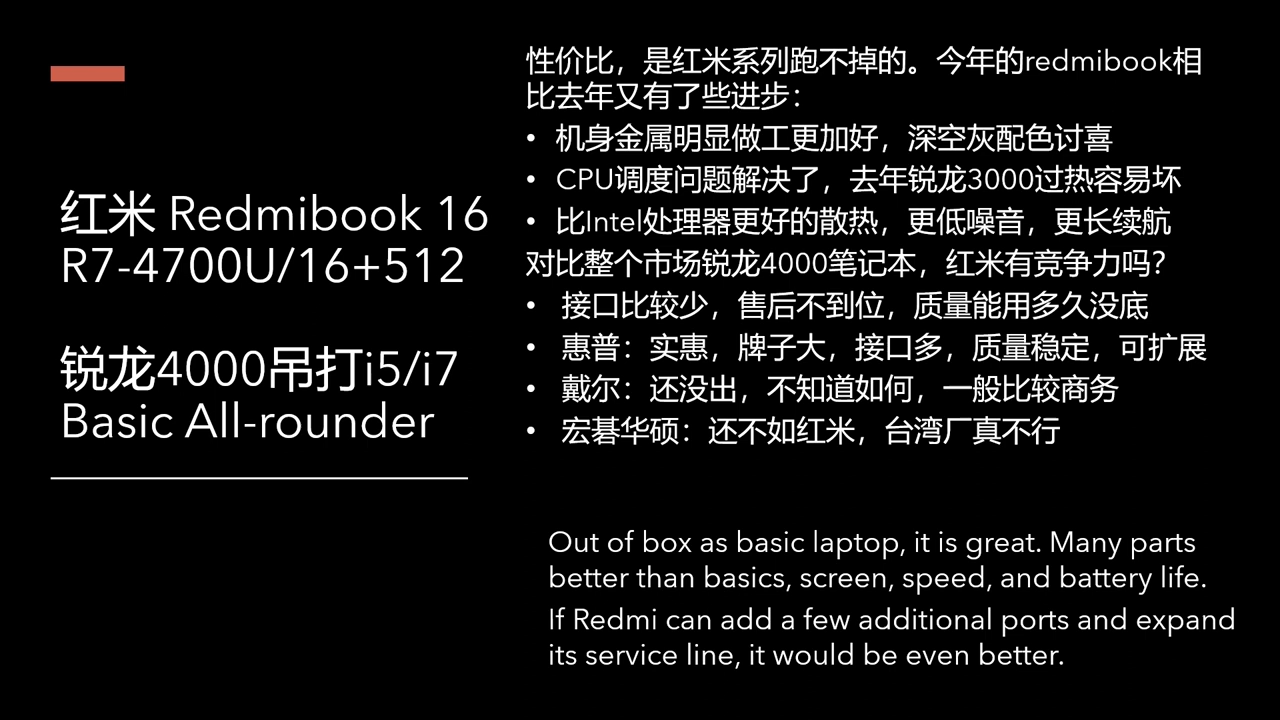 红米 Redmibook 16
R7-4700U/16+512
锐龙4000吊打i5/i7
Basic All-rounder
性价比，是红米系列跑不掉的。今年的redmibook相
比去年又有了些进步：
• 机身金属明显做工更加好，深空灰配色讨喜
• CPU调度问题解决了，去年锐龙3000过热容易坏
• 比Intel处理器更好的散热，更低噪音，更长续航
对比整个市场锐龙4000笔记本，红米有竞争力吗？
• 接口比较少，售后不到位，质量能用多久没底
• 惠普：实惠，牌子大，接口多，质量稳定，可扩展
• 戴尔：还没出，不知道如何，一般比较商务
• 宏碁华硕：还不如红米，台湾厂真不行
Out of box as basic laptop, it is great. Many parts
better than basics, screen, speed, and battery life.
If Redmi can add a few additional ports and expand
its service line, it would be even better.